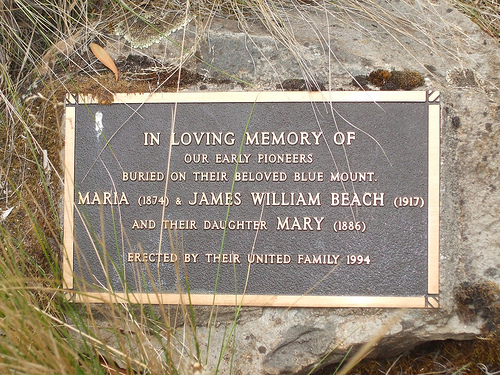 IN LOVING MEMORY OF
OUR EARLY PIONEERS
BURIED ON THEIR BELOVED BLUE MOUNT.
MARIA (1874) & JAMES WILLIAM BEACH (1917)
AND THEIR DAUGHTER MARY (1886)
ERECTED BY THEIR UNITED FAMILY 1994